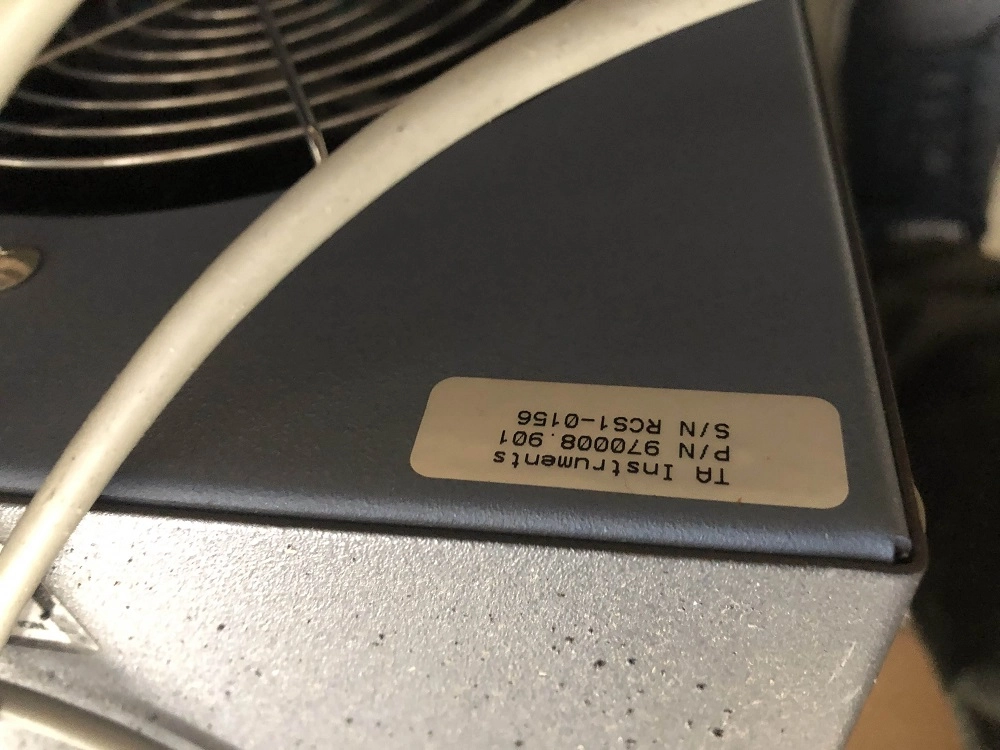 TA Instruments
P/N 970008.901
S/N RCS1-0156